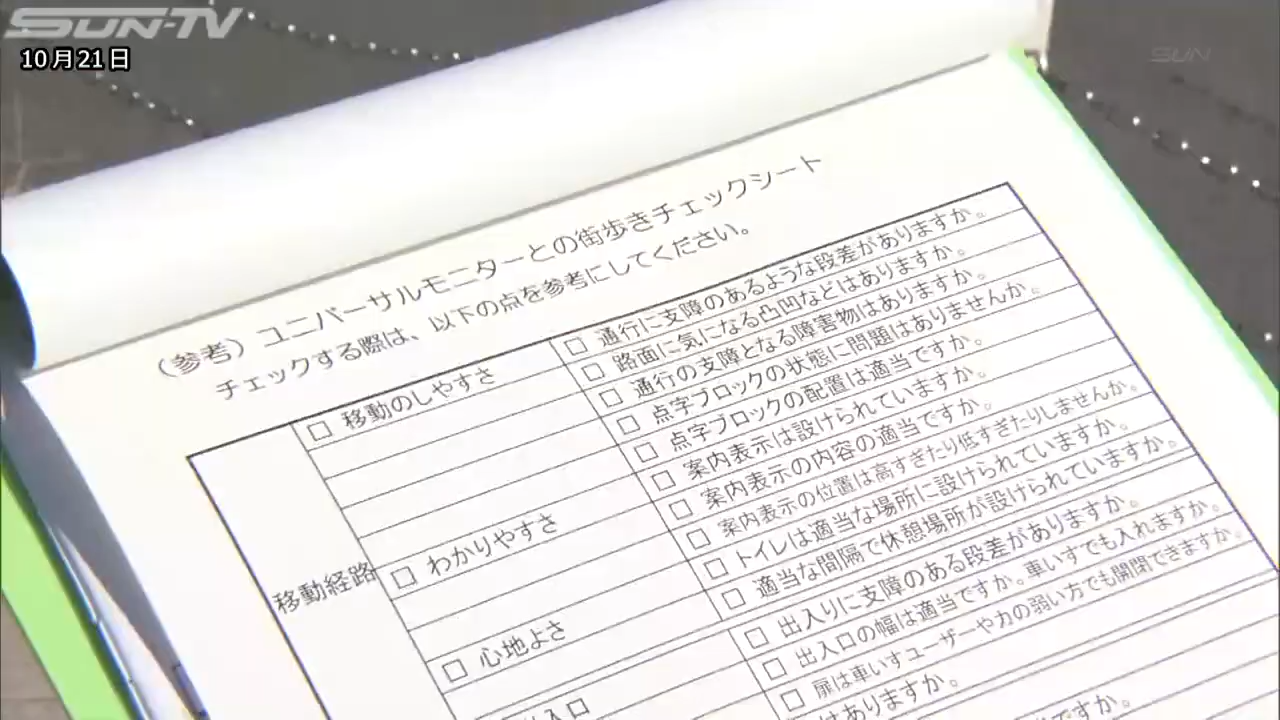 SUN-TV
10月21日
SUN
（参考）ユニバーサルモニターとの街歩きチェックシート
チェックする際は、以下の点を参考にしてください。
移動経路
□ 移動のしやすさ
□ 通行に支障のあるような段差がありますか。
□ 路面に気になる凸凹などはありますか。
□ 通行の支障となる障害物はありますか。
□ 点字ブロックの状態に問題はありませんか。
□ 点字ブロックの配置は適当ですか。
□ わかりやすさ
□ 案内表示は設けられていますか。
□ 案内表示の内容の適当ですか。
□ 案内表示の位置は高すぎたり低すぎたりしませんか。
□ 心地よさ
□ トイレは適当な場所に設けられていますか。
□ 適当な間隔で休憩場所が設けられていますか。
□ 出入りに支障のある段差がありますか。
□ 出入口の幅は適当ですか。車いすでも入れますか。
□ 扉は車いすユーザーや力の弱い方でも開閉できますか。
はありますか。
入口
ですか。